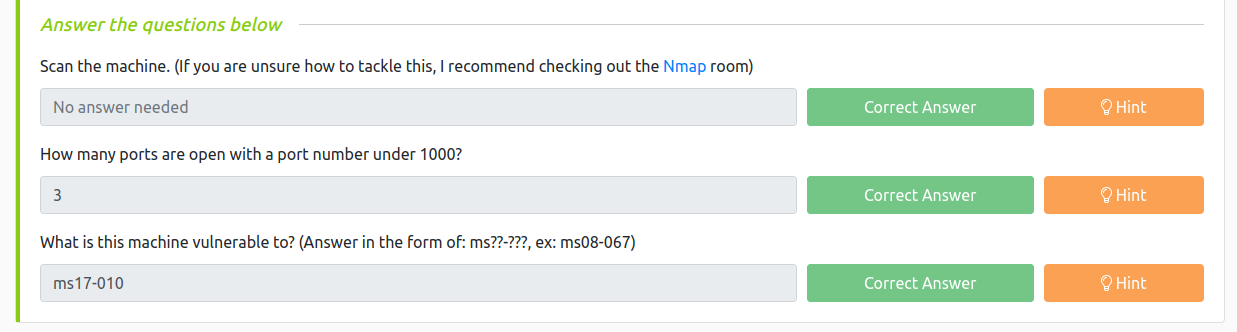 Answer the questions below
Scan the machine. (If you are unsure how to tackle this, I recommend checking out the Nmap room)
No answer needed
Correct Answer
Hint
How many ports are open with a port number under 1000?
3
Correct Answer
Hint
What is this machine vulnerable to? (Answer in the form of: ms??-???, ex: ms08-067)
ms17-010
Correct Answer
Hint